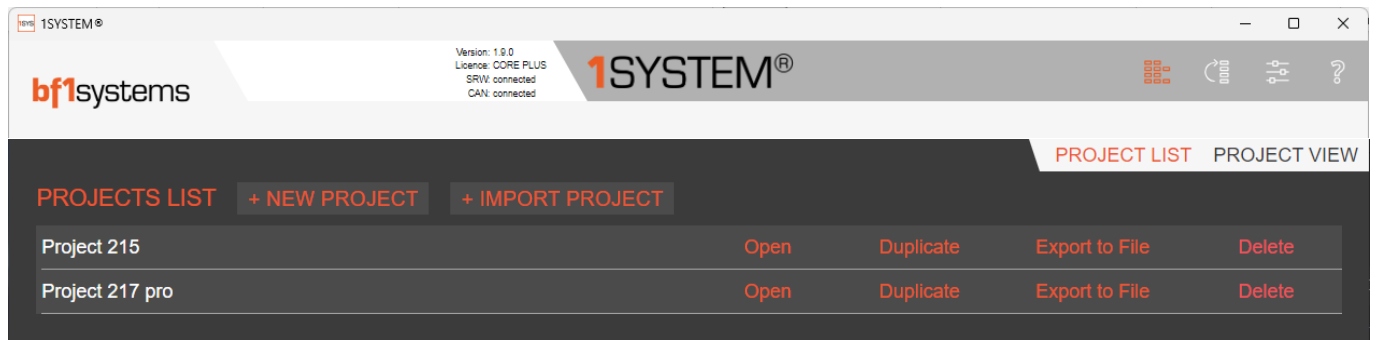 1SYS 1SYSTEM®
bf1systems
Version: 1.9.0
Licence: CORE PLUS
SRW: connected
CAN: connected
1SYSTEM®
?
PROJECT LIST PROJECT VIEW
PROJECTS LIST + NEW PROJECT + IMPORT PROJECT
Project 215 Open Duplicate Export to File Delete
Project 217 pro Open Duplicate Export to File Delete